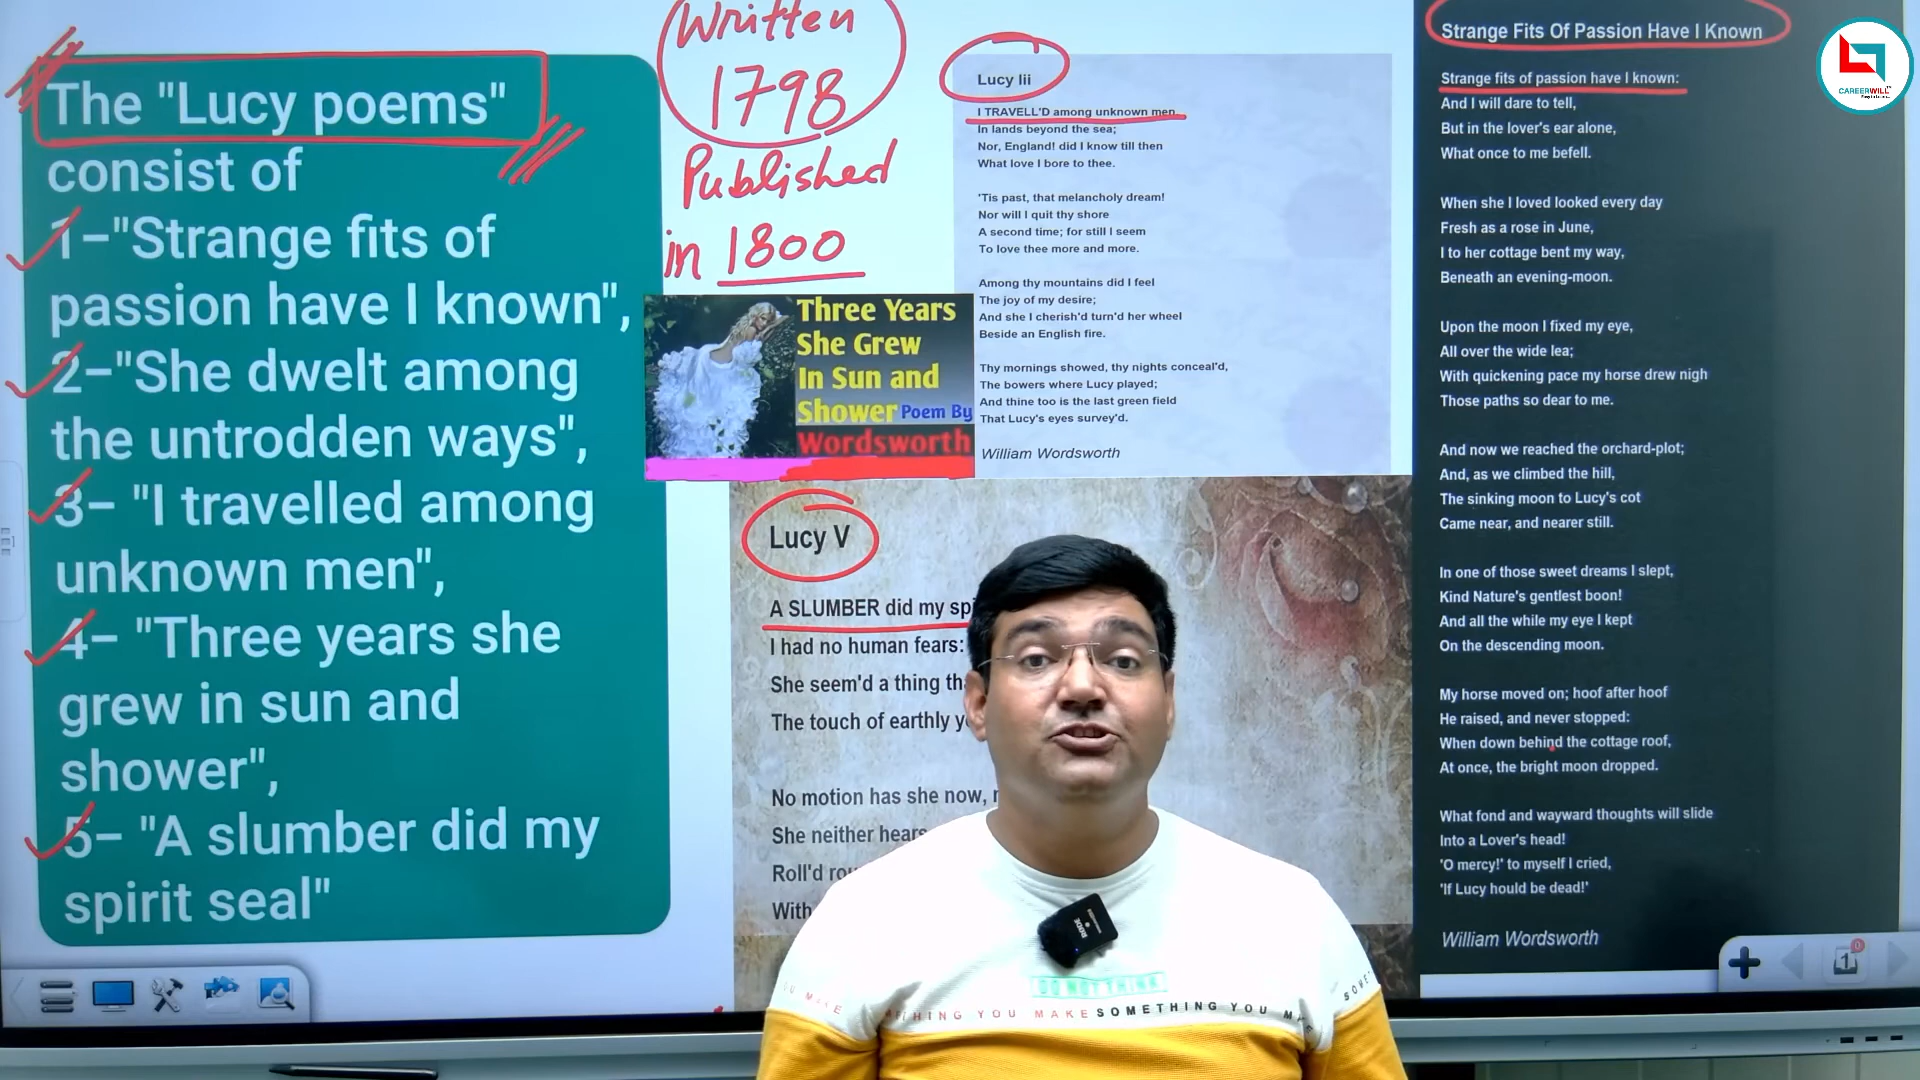 The "Lucy poems"
consist of
1-"Strange fits of
passion have I known",
2-"She dwelt among
the untrodden ways",
3- "I travelled among
unknown men",
4- "Three years she
grew in sun and
shower",
5- "A slumber did my
spirit seal"
Written
1798
Published
in 1800
Three Years
She Grew
In Sun and
Shower Poem By
Wordsworth
Lucy Iii
I TRAVELL'D among unknown men,
In lands beyond the sea;
Nor, England! did I know till then
What love I bore to thee.
'Tis past, that melancholy dream!
Nor will I quit thy shore
A second time; for still I seem
To love thee more and more.
Among thy mountains did I feel
The joy of my desire;
And she I cherish'd turn'd her wheel
Beside an English fire.
Thy mornings showed, thy nights conceal'd,
The bowers where Lucy played;
And thine too is the last green field
That Lucy's eyes survey'd.
William Wordsworth
Lucy V
A SLUMBER did my
I had no human fears:
She seem'd a thing
The touch of earthly
No motion has she now,
She neither hears
Roll'd
With
Strange Fits Of Passion Have I Known
Strange fits of passion have I known:
And I will dare to tell,
But in the lover's ear alone,
What once to me befell.
When she I loved looked every day
Fresh as a rose in June,
I to her cottage bent my way,
Beneath an evening-moon.
Upon the moon I fixed my eye,
All over the wide lea;
With quickening pace my horse drew nigh
Those paths so dear to me.
And now we reached the orchard-plot;
And, as we climbed the hill,
The sinking moon to Lucy's cot
Came near, and nearer still.
In one of those sweet dreams I slept,
Kind Nature's gentlest boon!
And all the while my eye I kept
On the descending moon.
My horse moved on; hoof after hoof
He raised, and never stopped:
When down behind the cottage roof,
At once, the bright moon dropped.
What fond and wayward thoughts will slide
Into a Lover's head!
'O mercy!' to myself I cried,
'If Lucy hould be dead!'
William Wordsworth
CAREERWILL
1
0
RODE
DO NOT THINK
THING YOU MAKE SOMETHING YOU